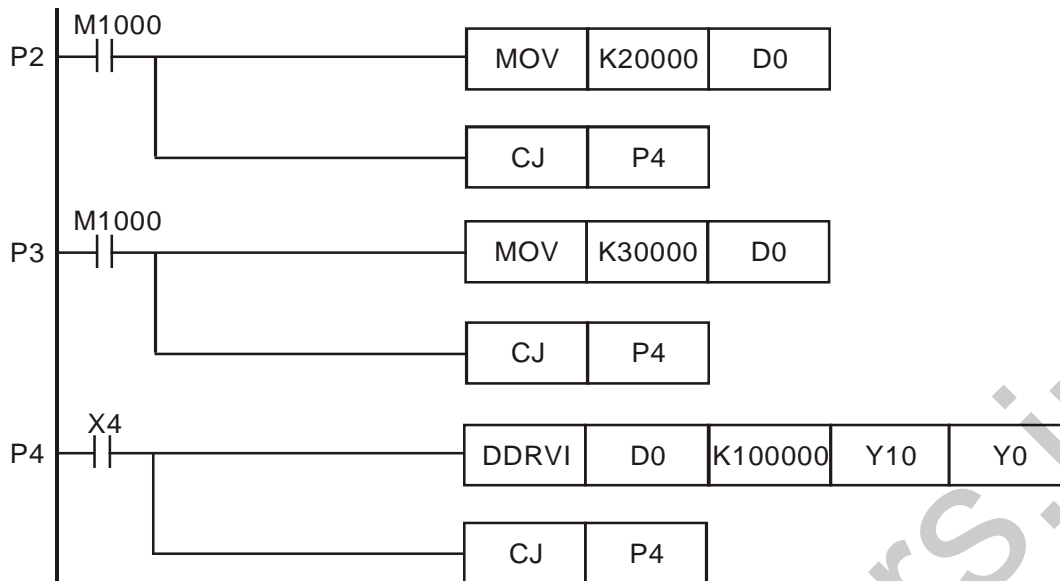 M1000
P2 MOV K20000 D0
CJ P4
M1000
P3 MOV K30000 D0
CJ P4
X4
P4 DDRVI D0 K100000 Y10 Y0
CJ P4
rs.i